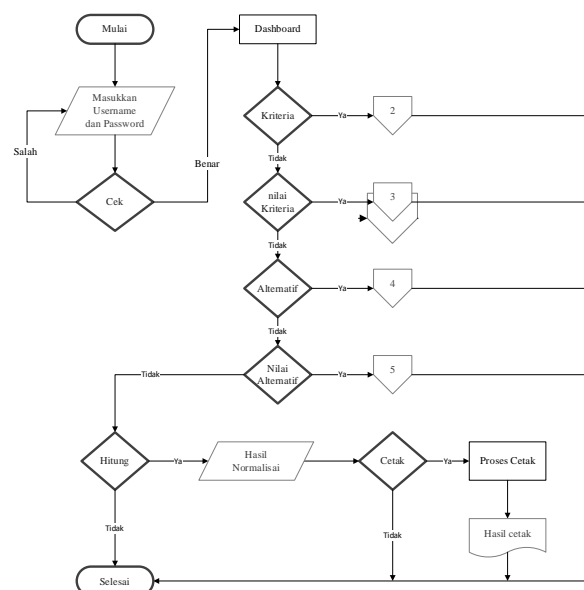 Mulai
Dashboard
Masukkan
Username
dan Password
Kriteria
Ya
2
Salah
Tidak
Benar
Cek
nilai
Kriteria
Ya
3
Tidak
Alternatif
Ya
4
Tidak
Nilai
Alternatif
Ya
5
Tidak
Hitung
Ya
Hasil
Normalisai
Cetak
Ya
Proses Cetak
Tidak
Tidak
Hasil cetak
Selesai